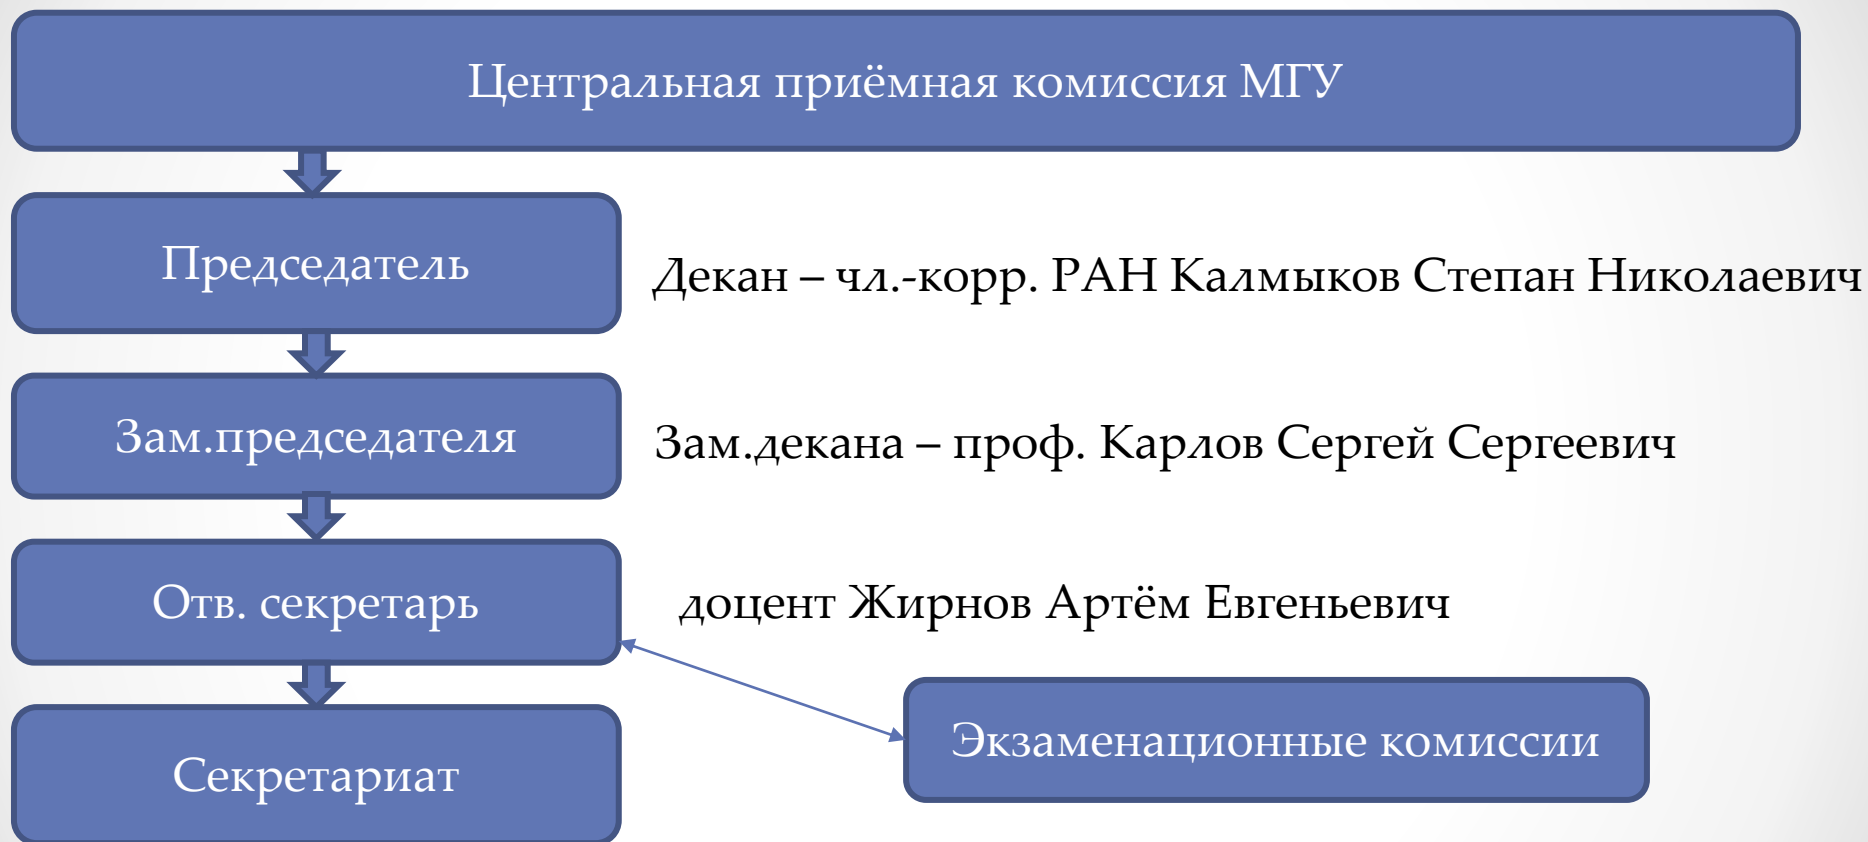 Центральная приёмная комиссия МГУ
Председатель
Декан – чл.-корр. РАН Калмыков Степан Николаевич
Зам.председателя
Зам.декана – проф. Карлов Сергей Сергеевич
Отв. секретарь
доцент Жирнов Артём Евгеньевич
Экзаменационные комиссии
Секретариат